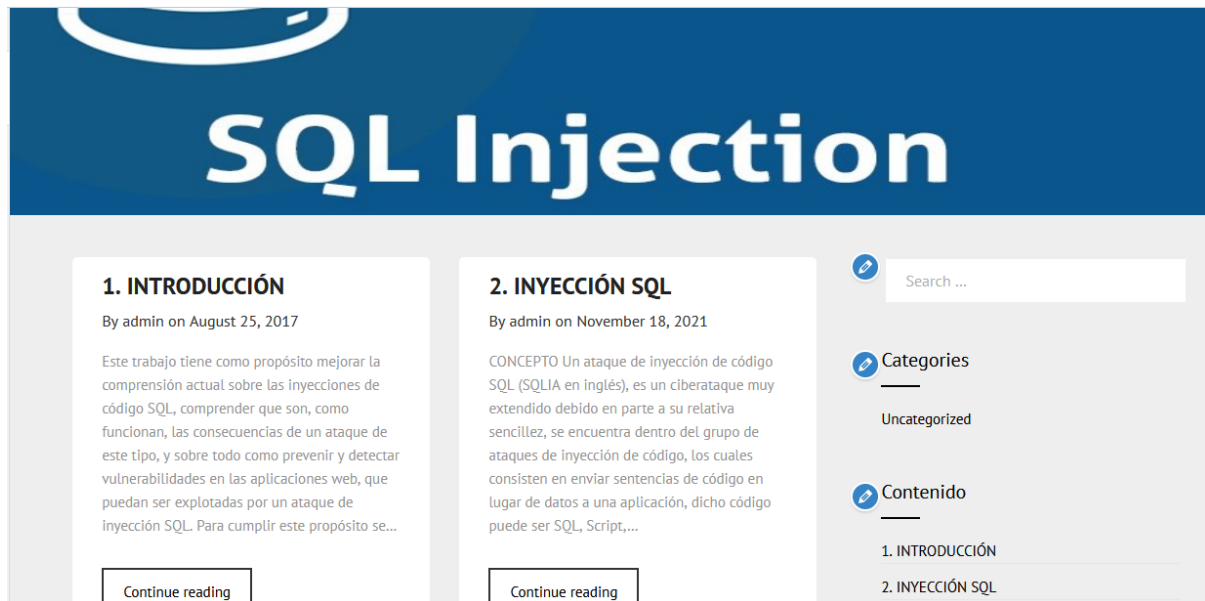 SQL Injection
1. INTRODUCCIÓN
By admin on August 25, 2017
Este trabajo tiene como propósito mejorar la
comprensión actual sobre las inyecciones de
código SQL, comprender que son, como
funcionan, las consecuencias de un ataque de
este tipo, y sobre todo como prevenir y detectar
vulnerabilidades en las aplicaciones web, que
puedan ser explotadas por un ataque de
inyección SQL. Para cumplir este propósito se...
Continue reading
2. INYECCIÓN SQL
By admin on November 18, 2021
CONCEPTO Un ataque de inyección de código
SQL (SQLIA en inglés), es un ciberataque muy
extendido debido en parte a su relativa
sencillez, se encuentra dentro del grupo de
ataques de inyección de código, los cuales
consisten en enviar sentencias de código en
lugar de datos a una aplicación, dicho código
puede ser SQL, Script,...
Continue reading
Search ...
Categories
Uncategorized
Contenido
1. INTRODUCCIÓN
2. INYECCIÓN SQL